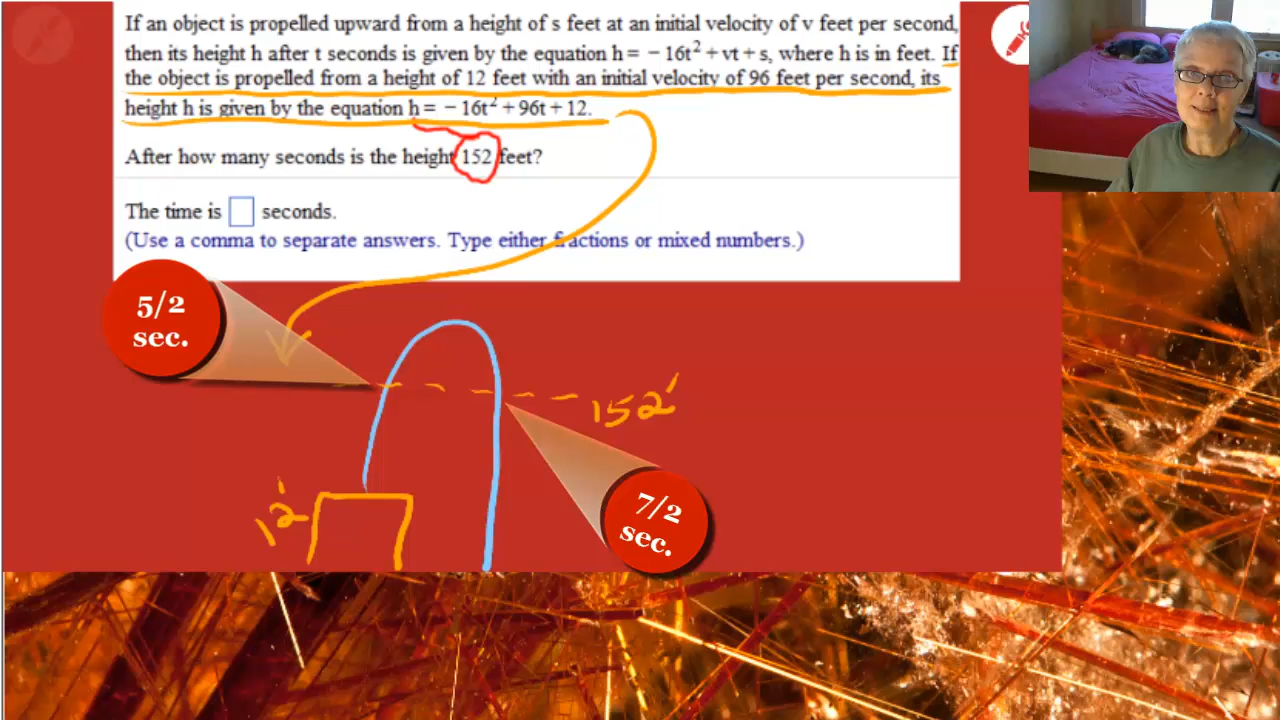 If an object is propelled upward from a height of s feet at an initial velocity of v feet per second,
then its height h after t seconds is given by the equation h = − 16t² + vt + s, where h is in feet. If
the object is propelled from a height of 12 feet with an initial velocity of 96 feet per second, its
height h is given by the equation h = − 16t² + 96t + 12.
After how many seconds is the height 152 feet?
The time is seconds.
(Use a comma to separate answers. Type either fractions or mixed numbers.)
5/2
sec.
152'
12'
7/2
sec.